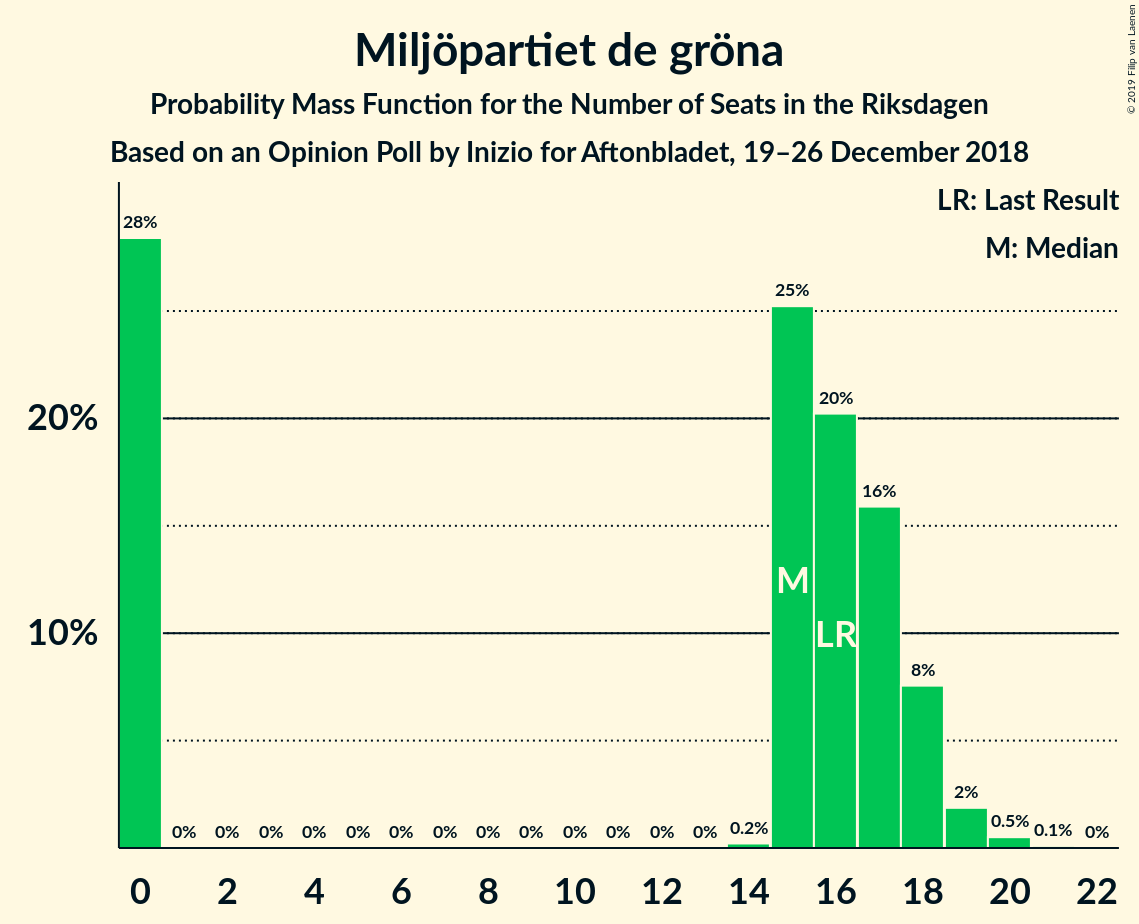 Miljöpartiet de gröna
Probability Mass Function for the Number of Seats in the Riksdagen
Based on an Opinion Poll by Inizio for Aftonbladet, 19–26 December 2018
© 2019 Filip van Laenen
LR: Last Result
M: Median
28%
25%
20%
20%
16%
M
LR
10%
8%
2%
0% 0% 0% 0% 0% 0% 0% 0% 0% 0% 0% 0% 0% 0.2% 0.5% 0.1% 0%
0 2 4 6 8 10 12 14 16 18 20 22